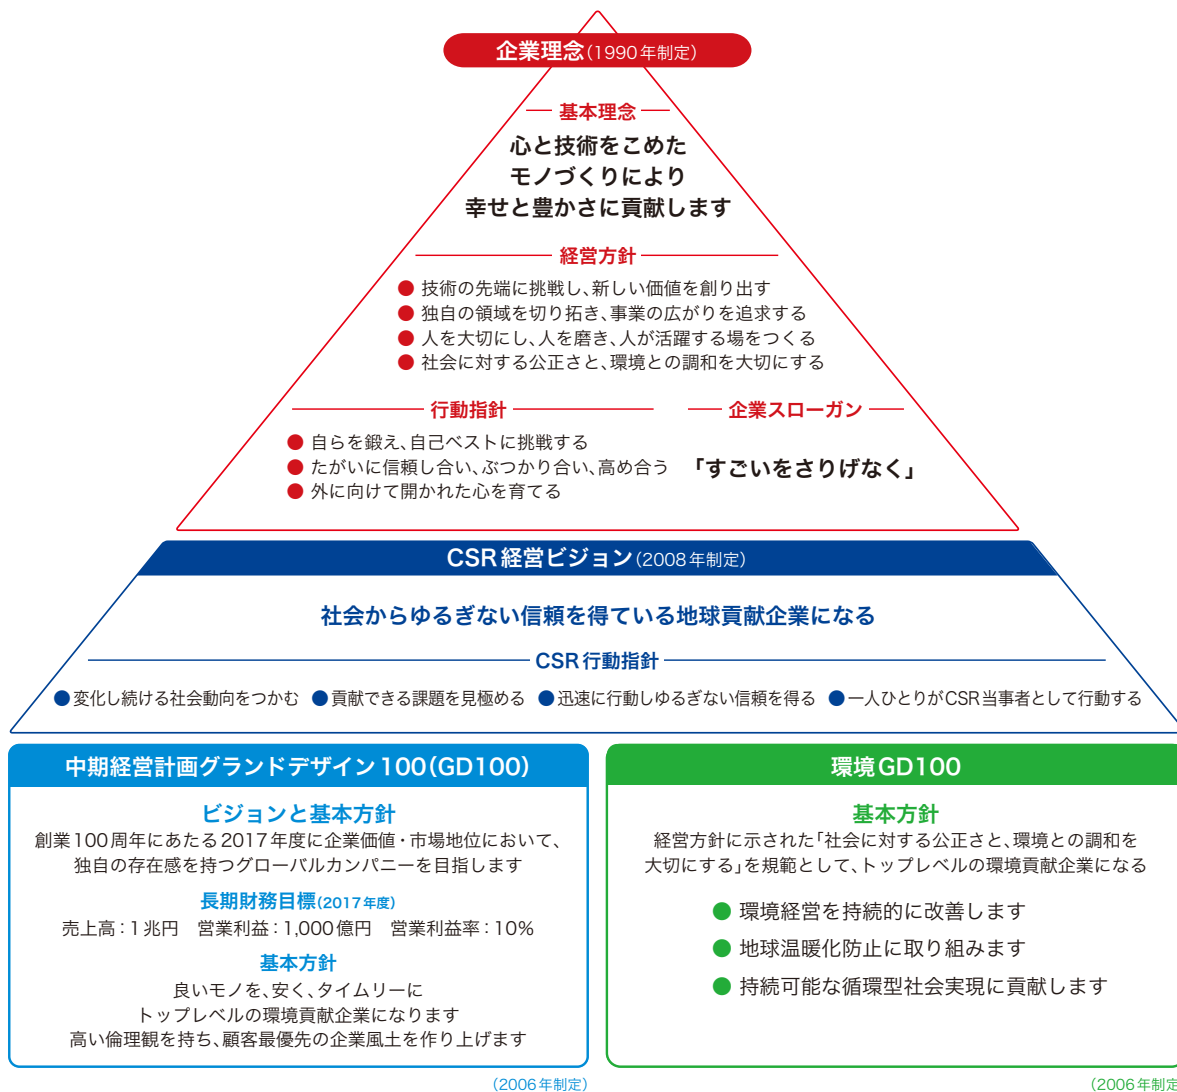 企業理念(1990年制定)
基本理念
心と技術をこめた
モノづくりにより
幸せと豊かさに貢献します
経営方針
● 技術の先端に挑戦し、新しい価値を創り出す
● 独自の領域を切り拓き、事業の広がりを追求する
● 人を大切にし、人を磨き、人が活躍する場をつくる
● 社会に対する公正さと、環境との調和を大切にする
行動指針
● 自らを鍛え、自己ベストに挑戦する
● たがいに信頼し合い、ぶつかり合い、高め合う
● 外に向けて開かれた心を育てる
企業スローガン
「すごいをさりげなく」
CSR経営ビジョン(2008年制定)
社会からゆるぎない信頼を得ている地球貢献企業になる
CSR行動指針
●変化し続ける社会動向をつかむ ●貢献できる課題を見極める ●迅速に行動しゆるぎない信頼を得る ●一人ひとりがCSR当事者として行動する
中期経営計画グランドデザイン100(GD100)
ビジョンと基本方針
創業100周年にあたる2017年度に企業価値・市場地位において、
独自の存在感を持つグローバルカンパニーを目指します
長期財務目標(2017年度)
売上高:1兆円 営業利益:1,000億円 営業利益率:10%
基本方針
良いモノを、安く、タイムリーに
トップレベルの環境貢献企業になります
高い倫理観を持ち、顧客最優先の企業風土を作り上げます
(2006年制定)
環境GD100
基本方針
経営方針に示された「社会に対する公正さと、環境との調和を
大切にする」を規範として、トップレベルの環境貢献企業になる
● 環境経営を持続的に改善します
● 地球温暖化防止に取り組みます
● 持続可能な循環型社会実現に貢献します
(2006年制定